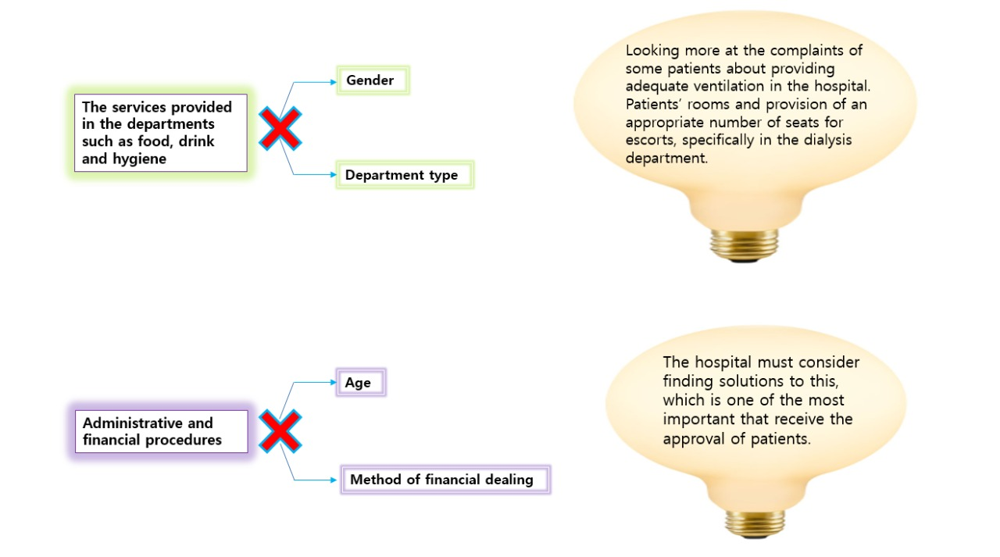 Gender
The services provided
in the departments
such as food, drink
and hygiene
Department type
Looking more at the complaints of
some patients about providing
adequate ventilation in the hospital.
Patients’ rooms and provision of an
appropriate number of seats for
escorts, specifically in the dialysis
department.
Age
Administrative and
financial procedures
Method of financial dealing
The hospital must consider
finding solutions to this,
which is one of the most
important that receive the
approval of patients.